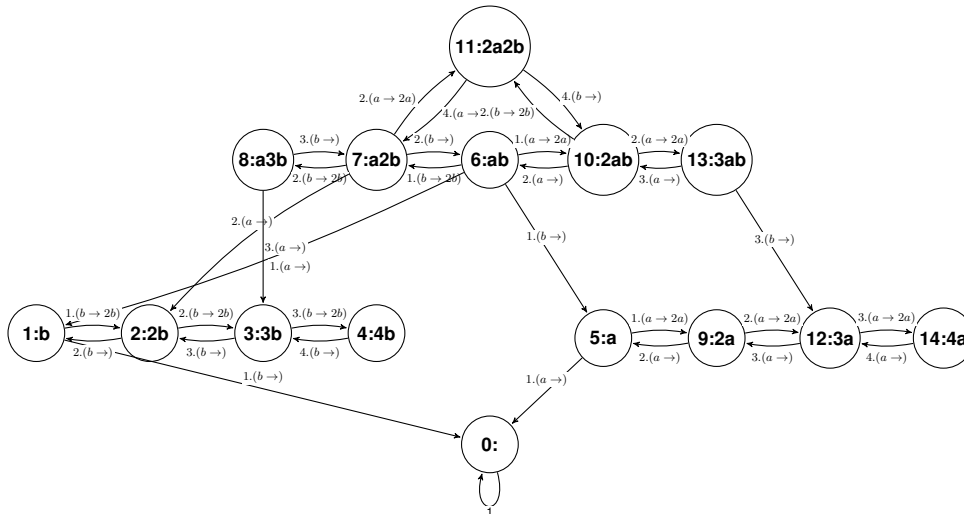 11:2a2b
2.(a → 2a)
4.(b →)
4.(a → 2.(b → 2b)
3.(b →)
2.(b →)
1.(a → 2a)
2.(a → 2a)
8:a3b
7:a2b
6:ab
10:2ab
13:3ab
2.(b → 2b)
1.(b → 2b)
2.(a →)
3.(a →)
2.(a →)
1.(b →)
3.(b →)
3.(a →)
1.(a →)
1.(b → 2b)
2.(b → 2b)
3.(b → 2b)
1.(a → 2a)
2.(a → 2a)
3.(a → 2a)
1:b
2:2b
3:3b
4:4b
5:a
9:2a
12:3a
14:4a
2.(b →)
3.(b →)
4.(b →)
2.(a →)
3.(a →)
4.(a →)
1.(b →)
1.(a →)
0:
1